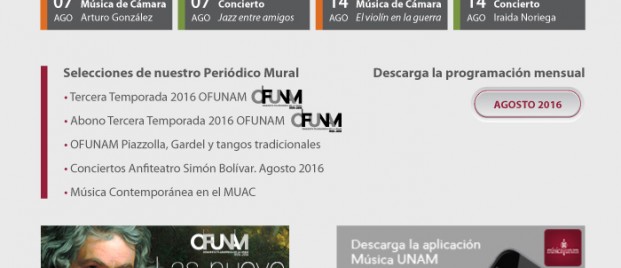 07 Música de Cámara
AGO Arturo González
07 Concierto
AGO Jazz entre amigos
14 Música de Cámara
AGO El violín en la guerra
14 Concierto
AGO Iraida Noriega
Selecciones de nuestro Periódico Mural
• Tercera Temporada 2016 OFUNAM OFUNAM
• Abono Tercera Temporada 2016 OFUNAM OFUNAM
• OFUNAM Piazzolla, Gardel y tangos tradicionales
• Conciertos Anfiteatro Simón Bolívar. Agosto 2016
• Música Contemporánea en el MUAC
Descarga la programación mensual
AGOSTO 2016
OFUNAM
Las nueve
Descarga la aplicación
Música UNAM
músicaunam